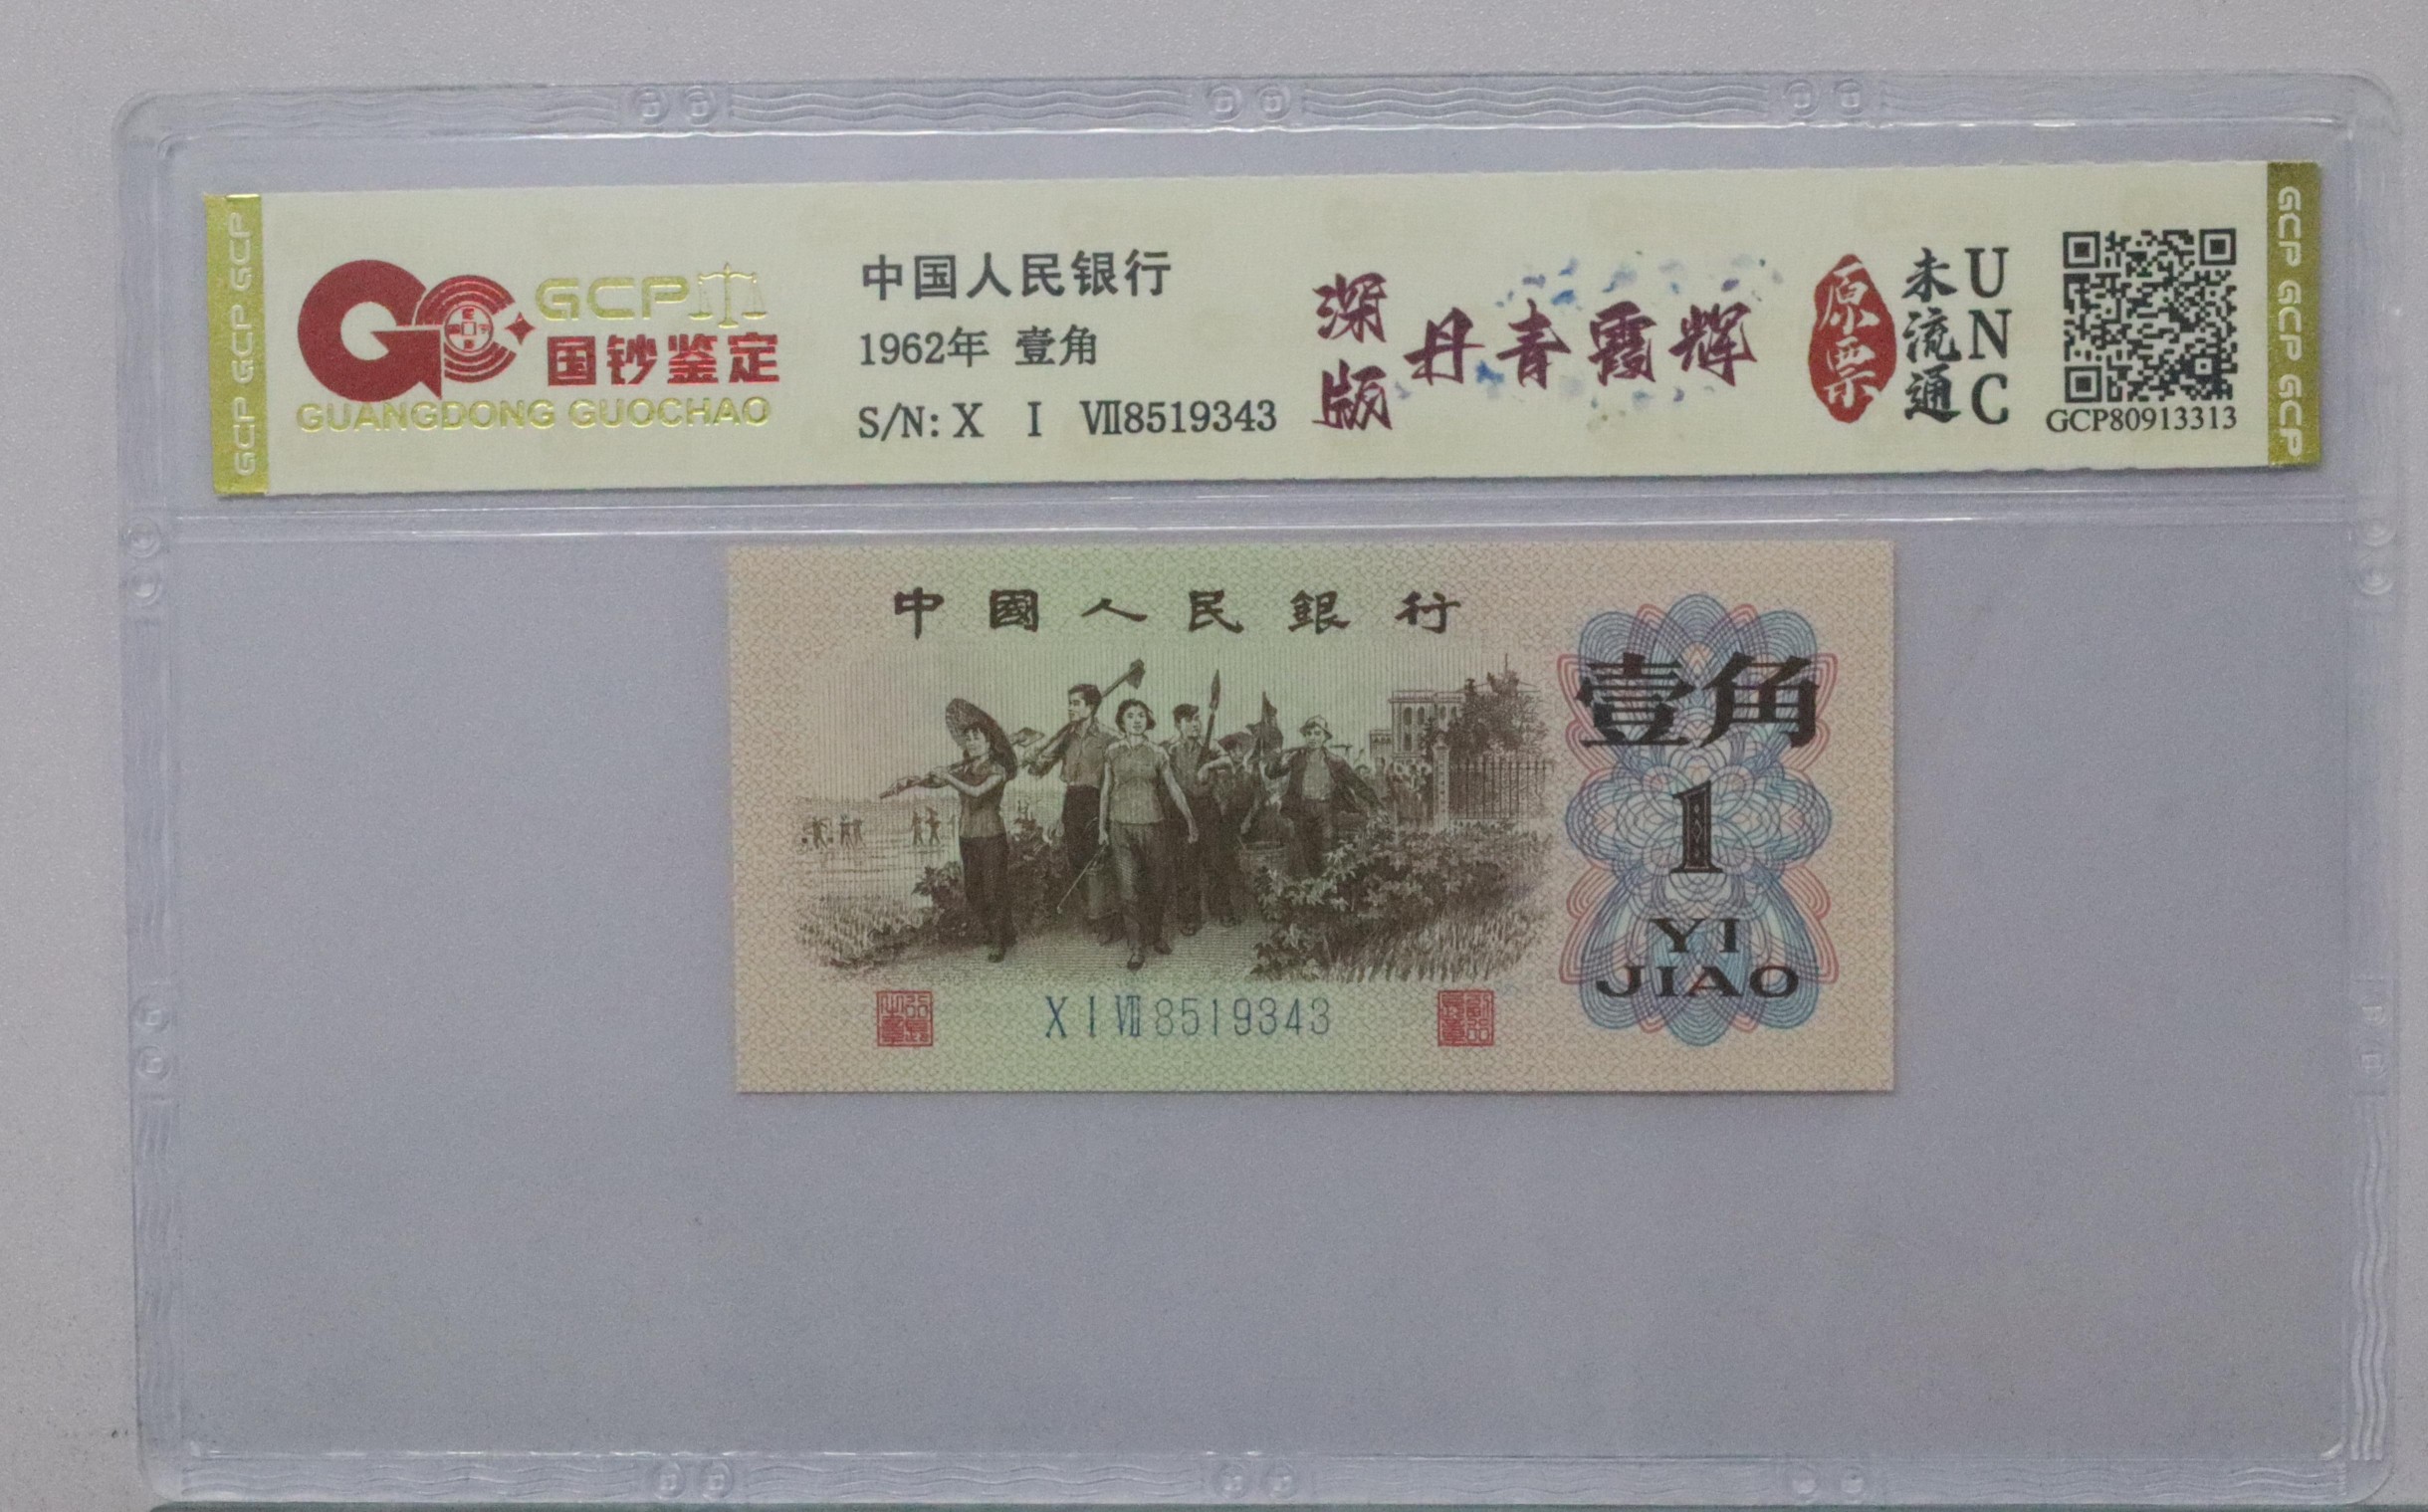 GCP GCP GCP
GCP
国钞鉴定
GUANGDONG GUOCHAO
中国人民银行
1962年 壹角
S/N: X I Ⅶ8519343
深版
丹青霞辉
原票
未流通
UNC
GCP80913313
GCP GCP GCP
中國人民銀行
壹角
1
YI
JIAO
X I Ⅶ 8519343